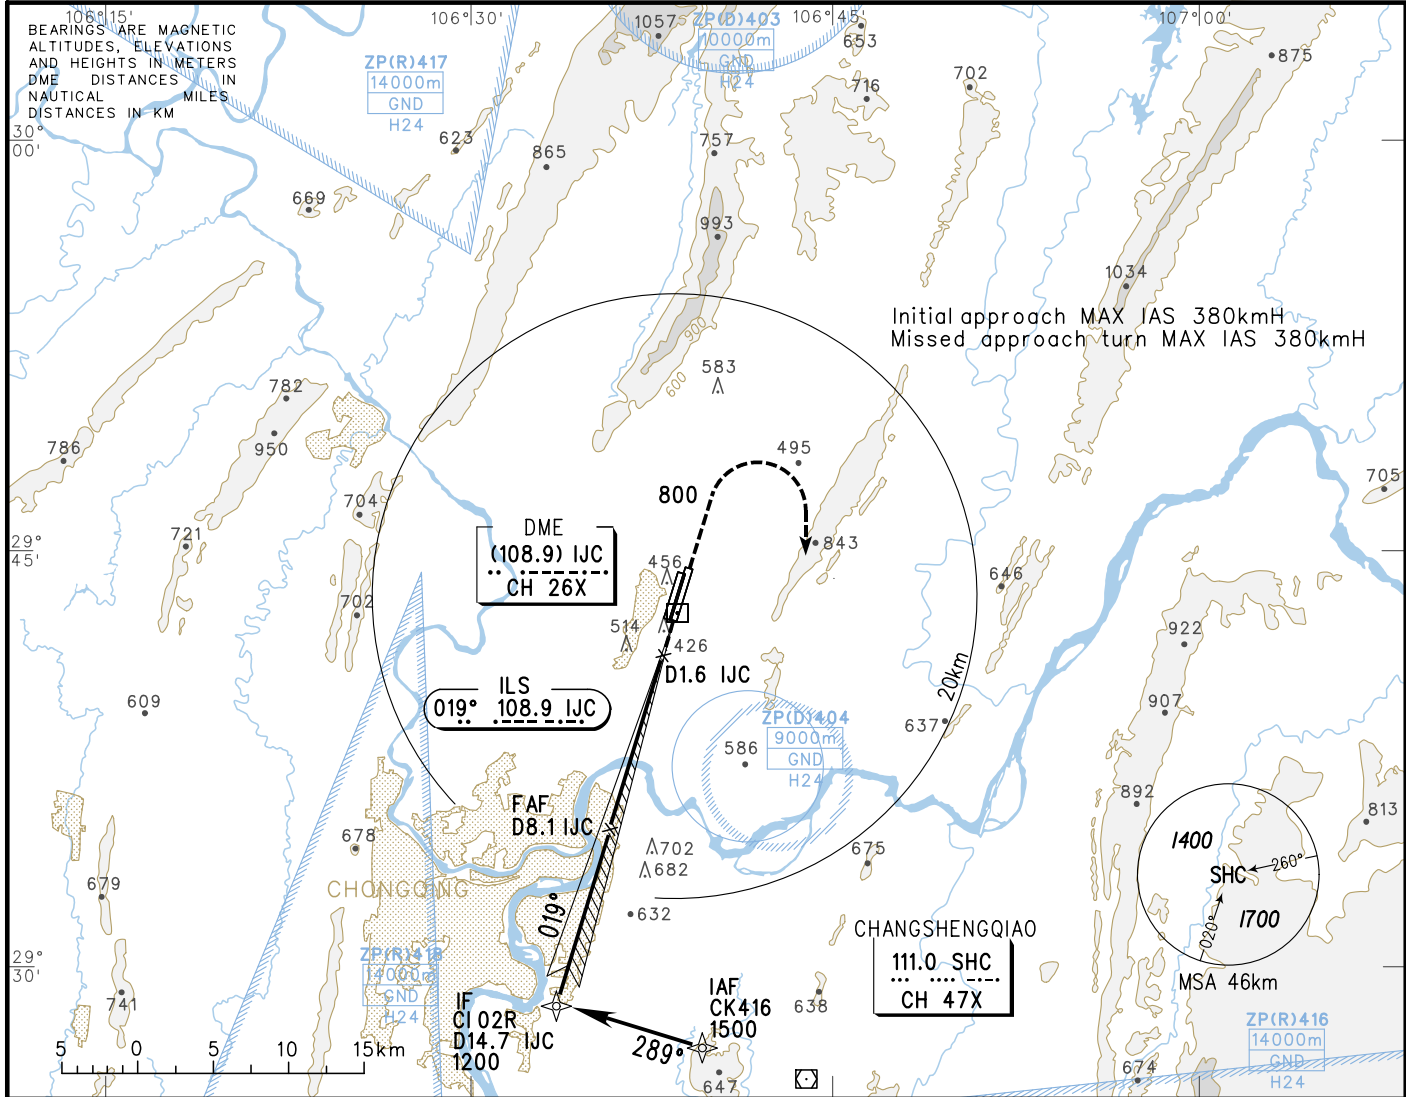 106°15'
106°30'
106°45'
107°00'
BEARINGS ARE MAGNETIC
ALTITUDES, ELEVATIONS
AND HEIGHTS IN METERS
DME DISTANCES IN
NAUTICAL MILES
DISTANCES IN KM
ZP(R)417
14000m
GND
H24
1057
ZP(D)403
10000m
GND
H24
653
716
702
875
30°
00'
623
865
757
669
993
1034
Initial approach MAX IAS 380kmH
Missed approach turn MAX IAS 380kmH
900
600
583
782
950
786
495
705
800
704
721
29°
45'
DME
(108.9) IJC
CH 26X
456
843
646
702
514
426
922
D1.6 IJC
20km
ILS
019° 108.9 IJC
609
907
637
ZP(D)404
9000m
GND
H24
586
FAF
D8.1 IJC
892
813
1400
SHC
260°
1700
020°
MSA 46km
678
702
682
675
679
CHONGQING
632
019°
CHANGSHENGQIAO
111.0 SHC
CH 47X
29°
30'
ZP(R)418
14000m
GND
H24
741
IF
CI02R
D14.7 IJC
1200
IAF
CK416
1500
638
289°
ZP(R)416
14000m
GND
H24
5 0 5 10 15km
647
674